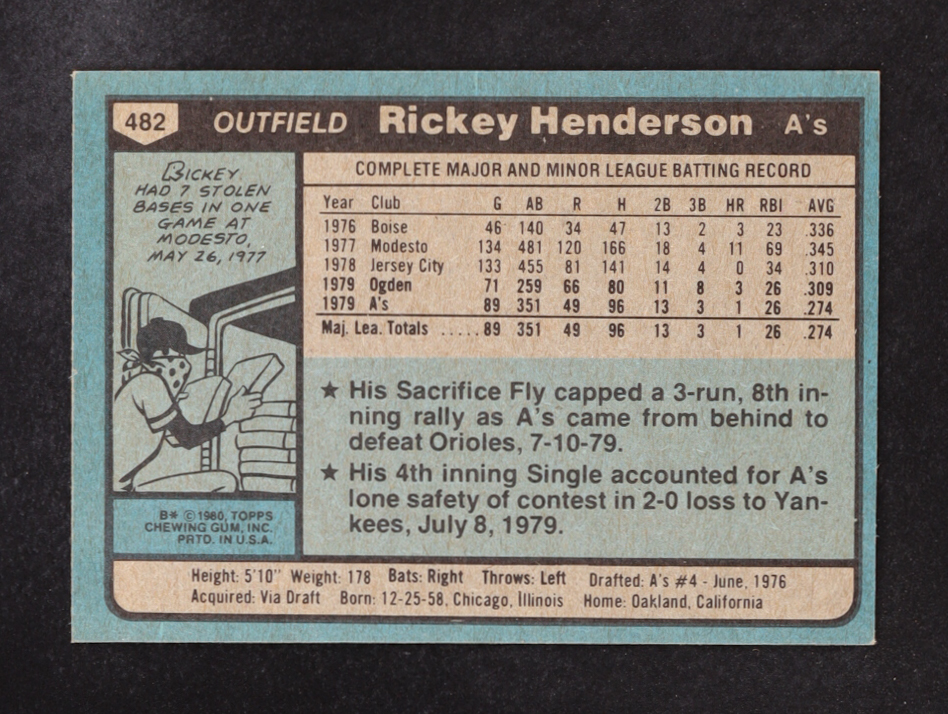 482 OUTFIELD Rickey Henderson A's
RICKEY
HAD 7 STOLEN
BASES IN ONE
GAME AT
MODESTO,
MAY 26, 1977
B* ©1980, TOPPS
CHEWING GUM, INC.
PRTD. IN U.S.A.
COMPLETE MAJOR AND MINOR LEAGUE BATTING RECORD
Year Club G AB R H 2B 3B HR RBI AVG
1976 Boise 46 140 34 47 13 2 3 23 .336
1977 Modesto 134 481 120 166 18 4 11 69 .345
1978 Jersey City 133 455 81 141 14 4 0 34 .310
1979 Ogden 71 259 66 80 11 8 3 26 .309
1979 A's 89 351 49 96 13 3 1 26 .274
Maj. Lea. Totals .....89 351 49 96 13 3 1 26 .274
★ His Sacrifice Fly capped a 3-run, 8th in-
ning rally as A's came from behind to
defeat Orioles, 7-10-79.
★ His 4th inning Single accounted for A's
lone safety of contest in 2-0 loss to Yan-
kees, July 8, 1979.
Height: 5'10" Weight: 178 Bats: Right Throws: Left Drafted: A's #4 - June, 1976
Acquired: Via Draft Born: 12-25-58, Chicago, Illinois Home: Oakland, California